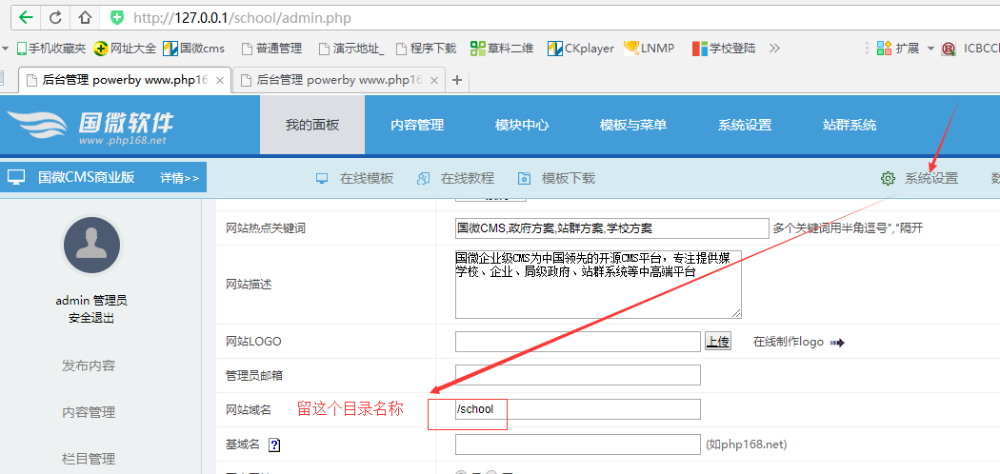 http://127.0.0.1/school/admin.php
手机收藏夹 网址大全 国微cms 普通管理 演示地址_ 程序下载 草料二维 CKplayer LNMP 学校登陆 扩展 ICBCCl
后台管理 powerby www.php16 后台管理 powerby www.php16
国微软件
www .php168.net
我的面板 内容管理 模块中心 模板与菜单 系统设置 站群系统
国微CMS商业版 详情>> 在线模板 在线教程 模板下载 系统设置
网站热点关键词 国微CMS,政府方案,站群方案,学校方案 多个关键词用半角逗号","隔开
网站描述
国微企业级CMS为中国领先的开源CMS平台，专注提供媒
学校、企业、局级政府、站群系统等中高端平台
admin 管理员
安全退出
网站LOGO 上传 在线制作logo
发布内容
管理员邮箱
网站域名 留这个目录名称 /school
内容管理
基域名 ? (如php168.net)
栏目管理